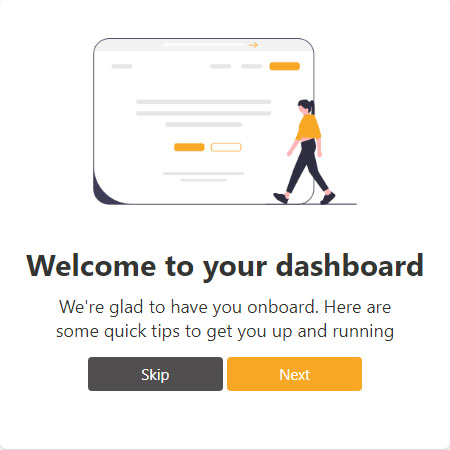 Welcome to your dashboard
We're glad to have you onboard. Here are
some quick tips to get you up and running
Skip
Next